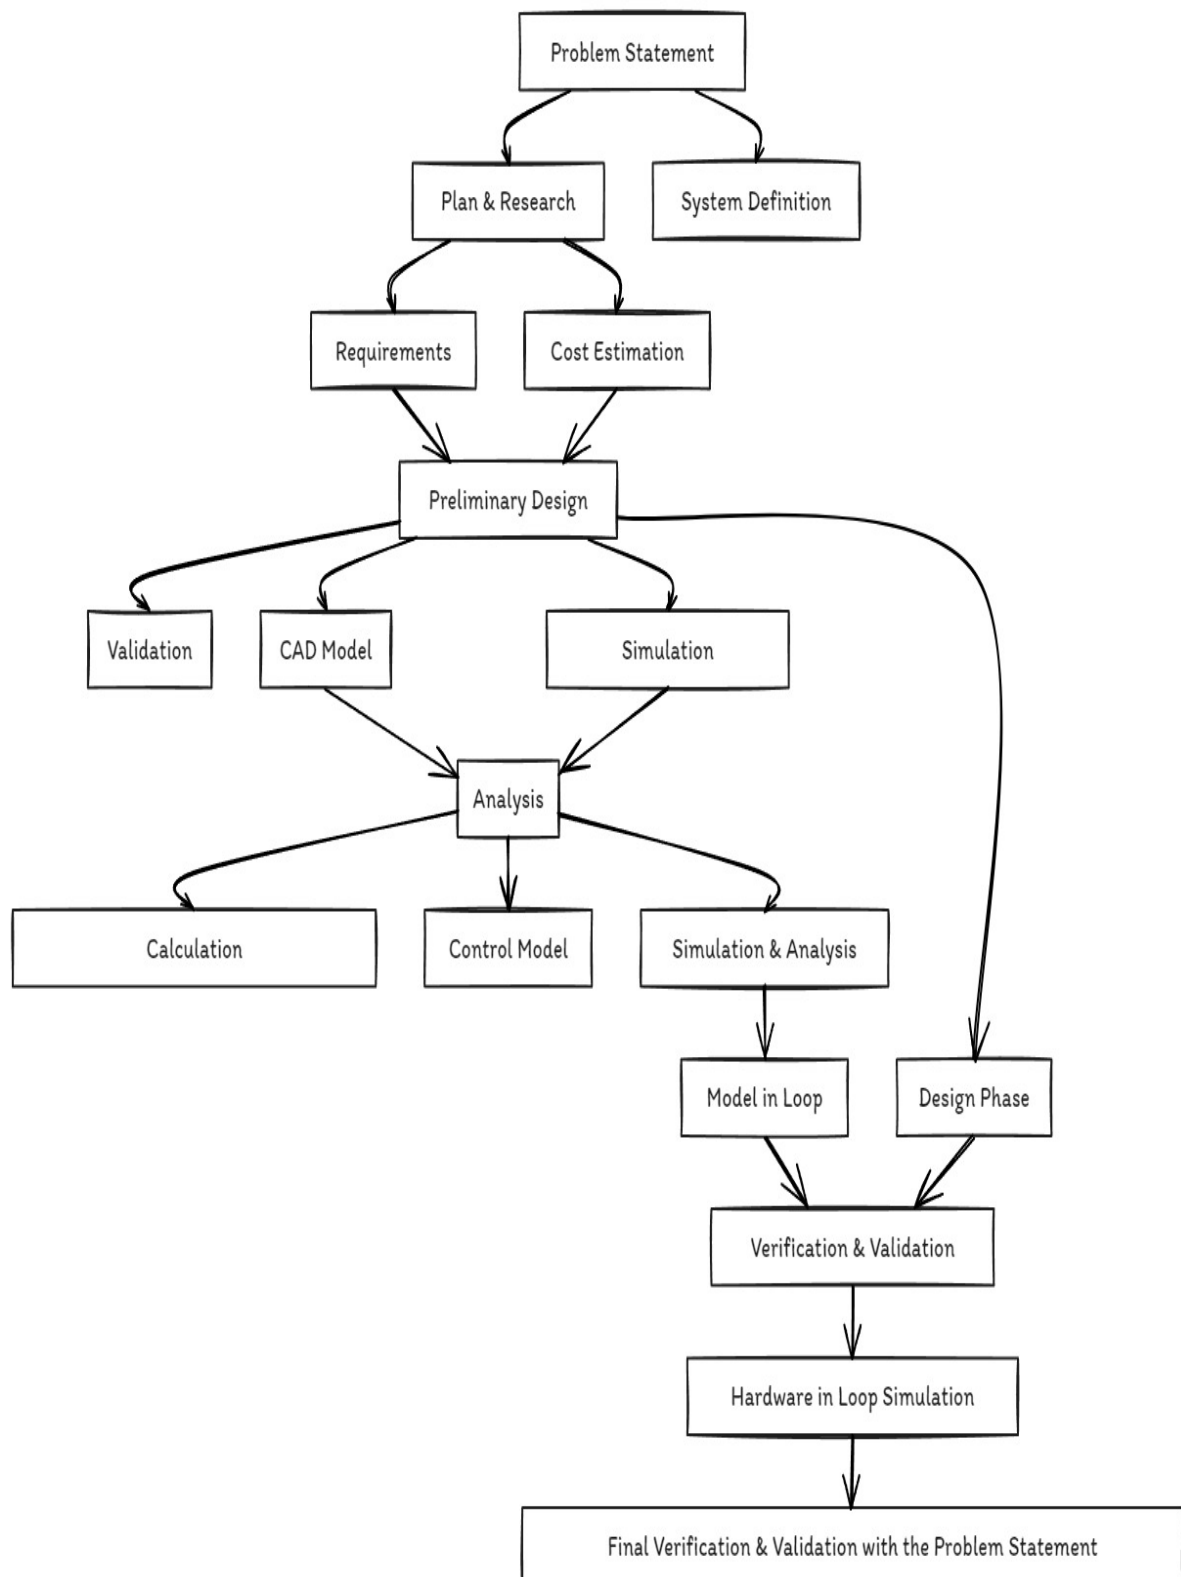 Problem Statement
Plan & Research
System Definition
Requirements
Cost Estimation
Preliminary Design
Validation
CAD Model
Simulation
Analysis
Calculation
Control Model
Simulation & Analysis
Model in Loop
Design Phase
Verification & Validation
Hardware in Loop Simulation
Final Verification & Validation with the Problem Statement